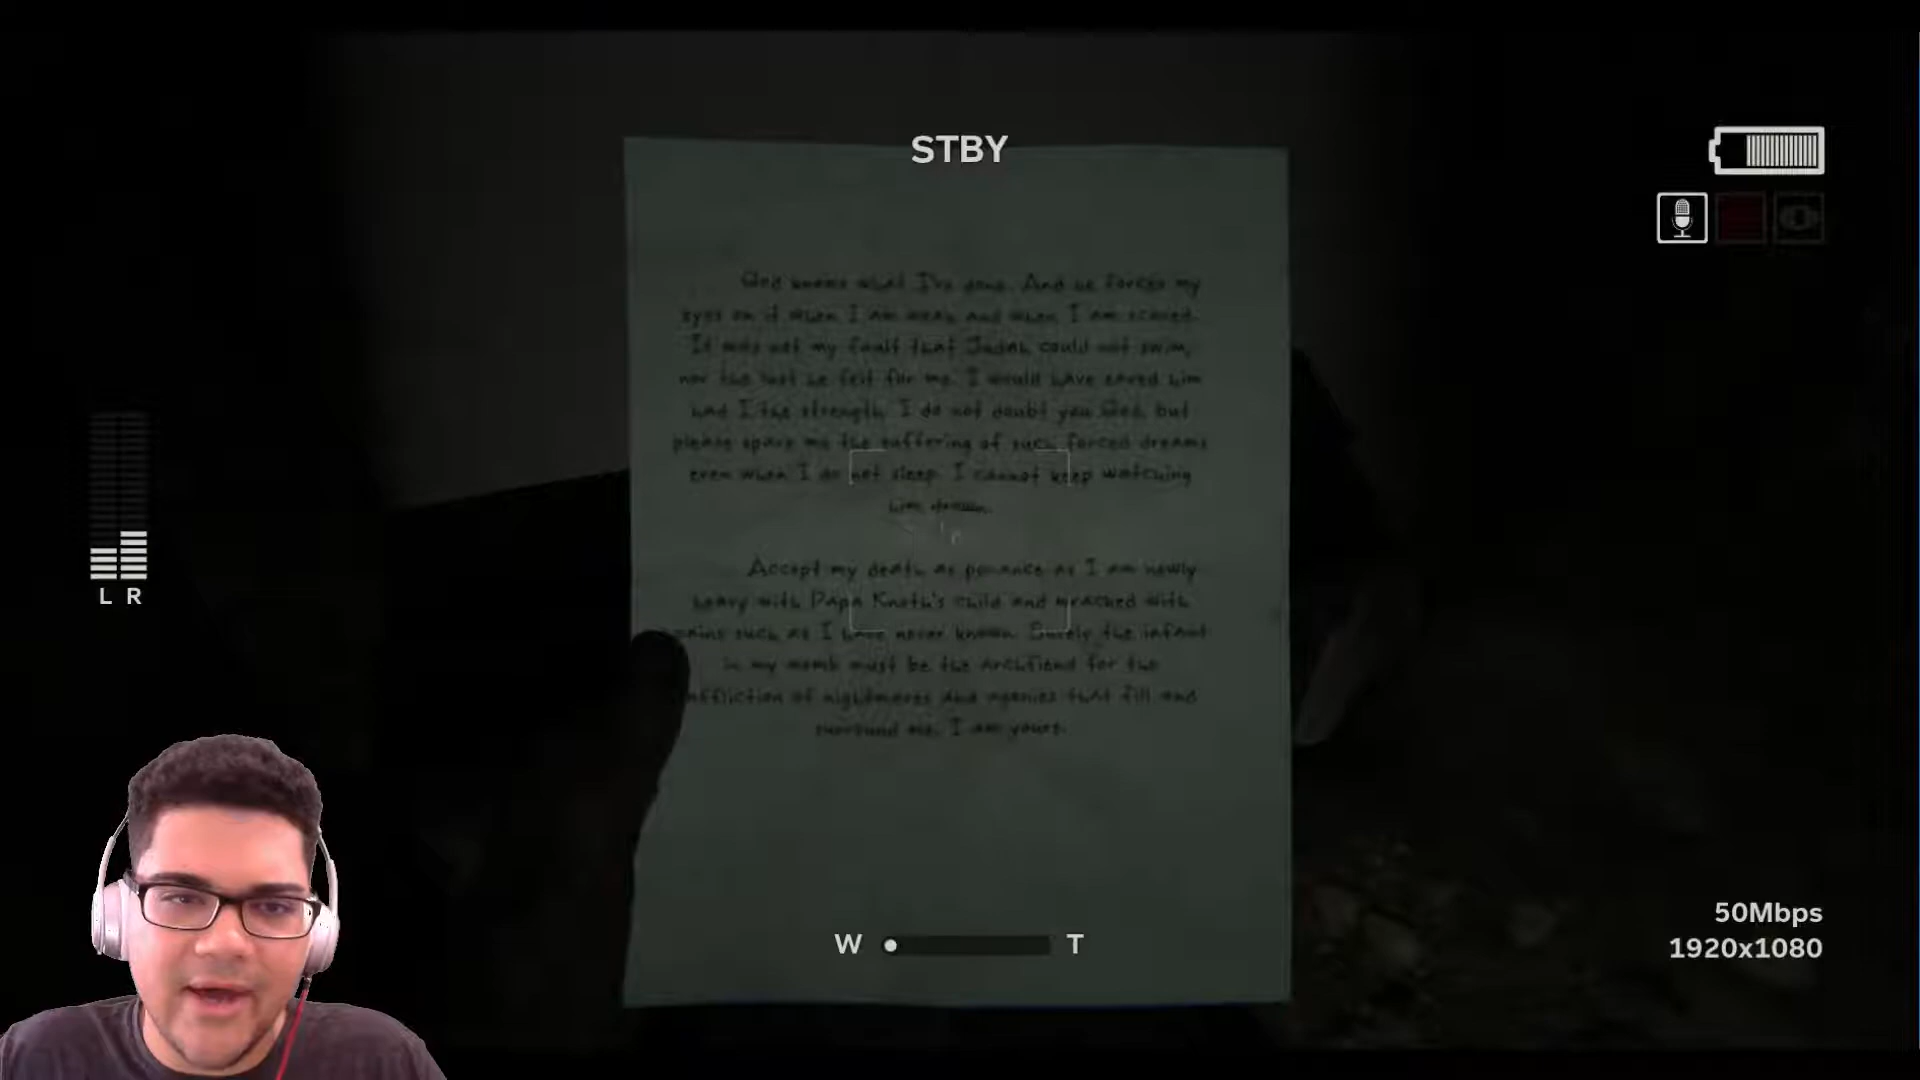 STBY
God knows what I've done. And he forces my
eyes on it when I am weak and when I am scared.
It was not my fault that Judah could not swim,
nor the lust he felt for me. I would have saved him
had I the strength. I do not doubt you God, but
please spare me the suffering of such forced dreams
even when I do not sleep. I cannot keep watching
him drown.
Accept my death as penance as I am newly
heavy with Papa Knoth's child and wracked with
pains such as I have never known. Surely the infant
in my womb must be the archfiend for the
affliction of nightmares and agonies that fill and
surround me. I am yours.
L R
W T
50Mbps
1920x1080